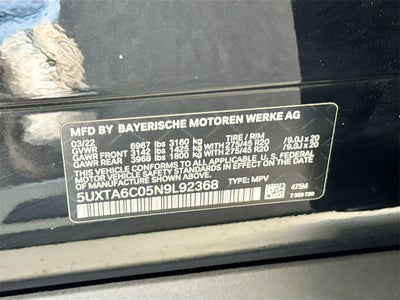 MFD BY BAYERISCHE MOTOREN WERKE AG
03/22 TIRE / RIM
GVWR 6967 lbs 3160 kg
GAWR FRONT 3142 lbs 1425 kg 275/45 R20 /9.0J x 20
GAWR REAR 3968 lbs 1800 kg 275/45 R20 /9.0J x 20
THIS VEHICLE CONFORMS TO ALL APPLICABLE
FEDERAL MOTOR VEHICLE SAFETY STANDARDS
IN EFFECT ON THE DATE OF MANUFACTURE
SHOWN ABOVE.
5UXTA6C05N9L92368 TYPE: MPV
475M